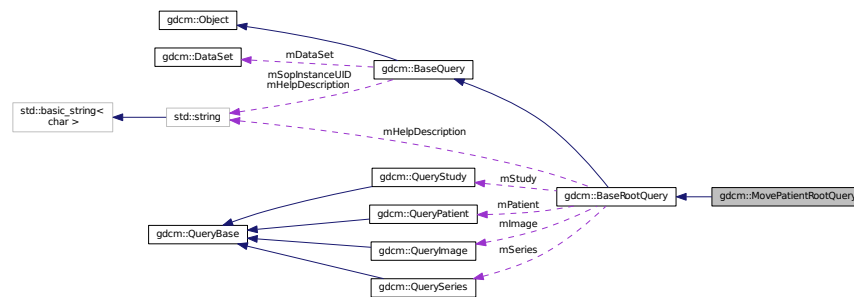 gdcm::Object
gdcm::DataSet
mDataSet
gdcm::BaseQuery
mSopInstanceUID
mHelpDescription
std::basic_string<
char >
std::string
mHelpDescription
gdcm::QueryStudy
mStudy
gdcm::BaseRootQuery
gdcm::MovePatientRootQuery
gdcm::QueryPatient
mPatient
mImage
gdcm::QueryBase
gdcm::QueryImage
mSeries
gdcm::QuerySeries